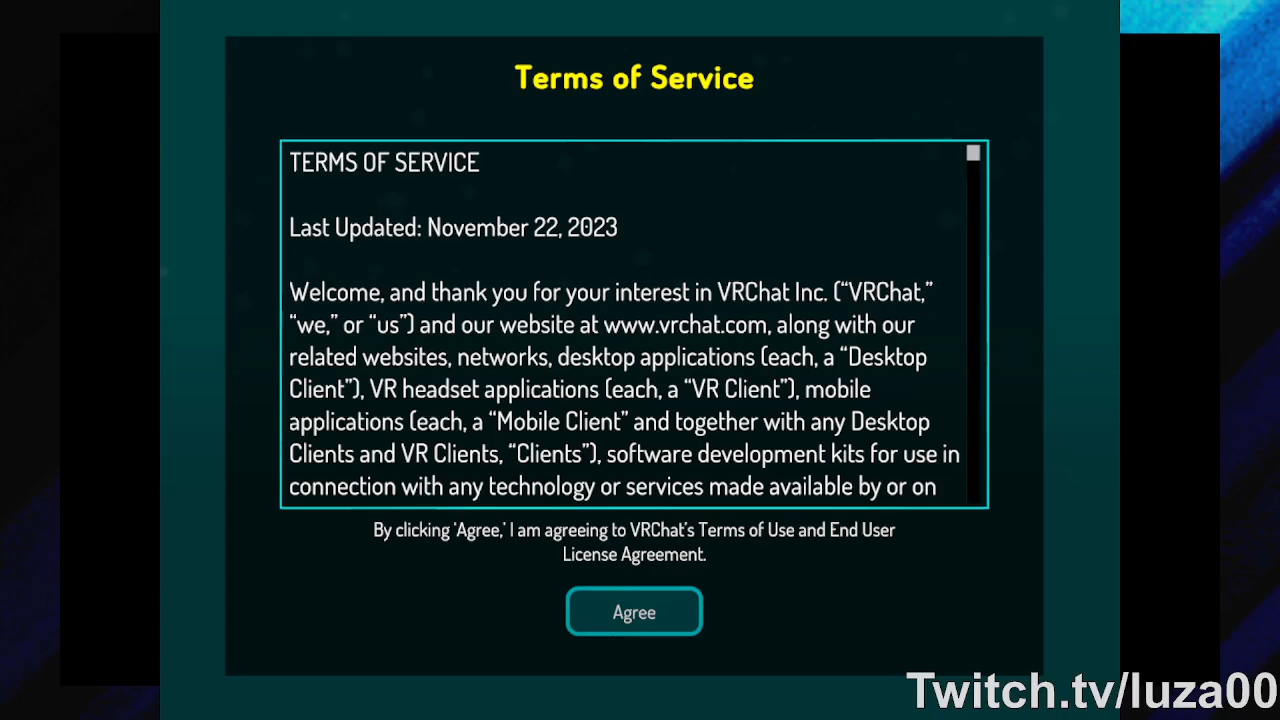 Terms of Service
TERMS OF SERVICE
Last Updated: November 22, 2023
Welcome, and thank you for your interest in VRChat Inc. (“VRChat,”
“we,” or “us”) and our website at www.vrchat.com, along with our
related websites, networks, desktop applications (each, a “Desktop
Client”), VR headset applications (each, a “VR Client”), mobile
applications (each, a “Mobile Client” and together with any Desktop
Clients and VR Clients, “Clients”), software development kits for use in
connection with any technology or services made available by or on
By clicking ‘Agree,’ I am agreeing to VRChat’s Terms of Use and End User
License Agreement.
Agree
Twitch.tv/luza00